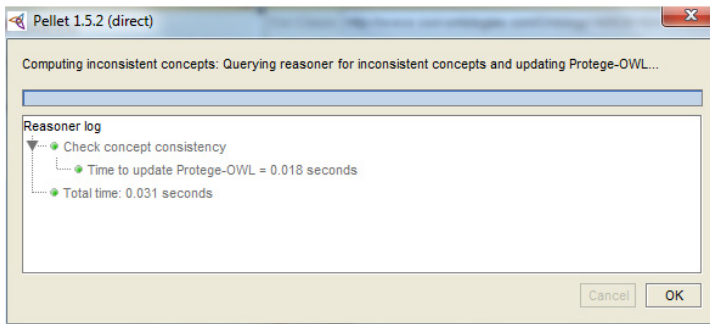 Pellet 1.5.2 (direct)
Computing inconsistent concepts: Querying reasoner for inconsistent concepts and updating Protege-OWL...
Reasoner log
Check concept consistency
Time to update Protege-OWL = 0.018 seconds
Total time: 0.031 seconds
Cancel OK